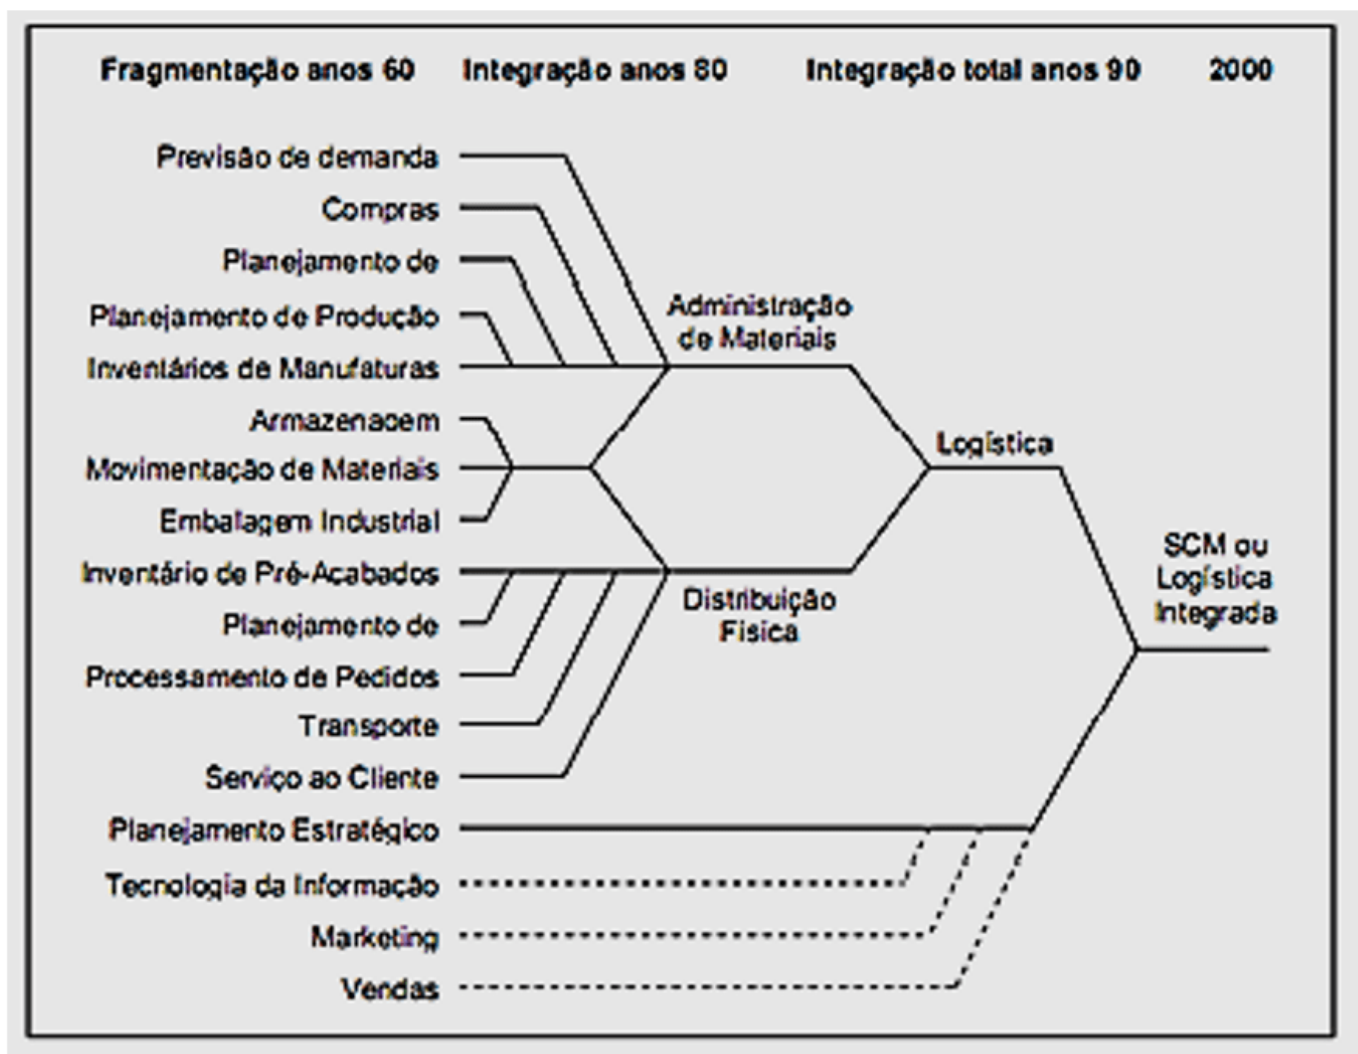 Fragmentação anos 60 Integração anos 80 Integração total anos 90 2000
Previsão de demanda
Compras
Planejamento de
Planejamento de Produção
Inventários de Manufaturas
Armazenagem
Movimentação de Materiais
Embalagem Industrial
Inventário de Pré-Acabados
Planejamento de
Processamento de Pedidos
Transporte
Serviço ao Cliente
Planejamento Estratégico
Tecnologia da Informação
Marketing
Vendas
Administração
de Materiais
Distribuição
Física
Logística
SCM ou
Logística
Integrada